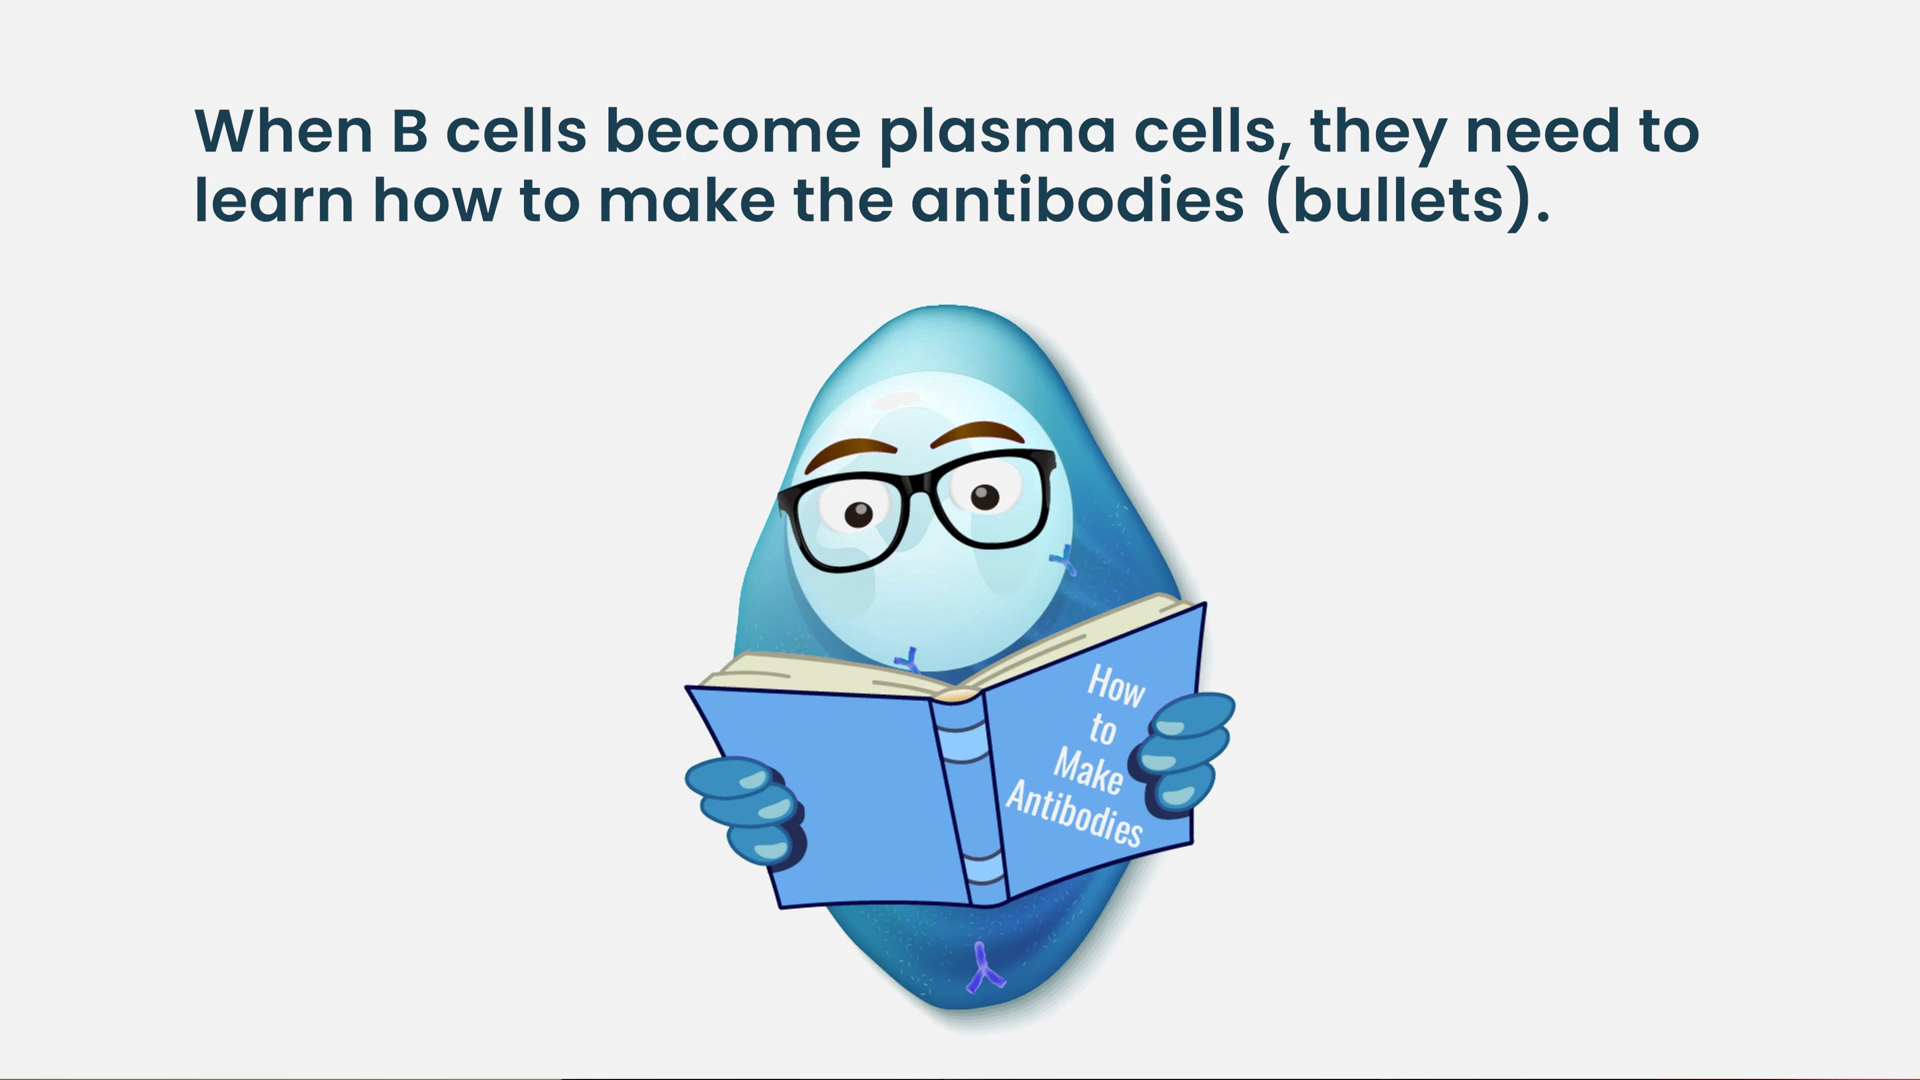 When B cells become plasma cells, they need to
learn how to make the antibodies (bullets).
How
to
Make
Antibodies